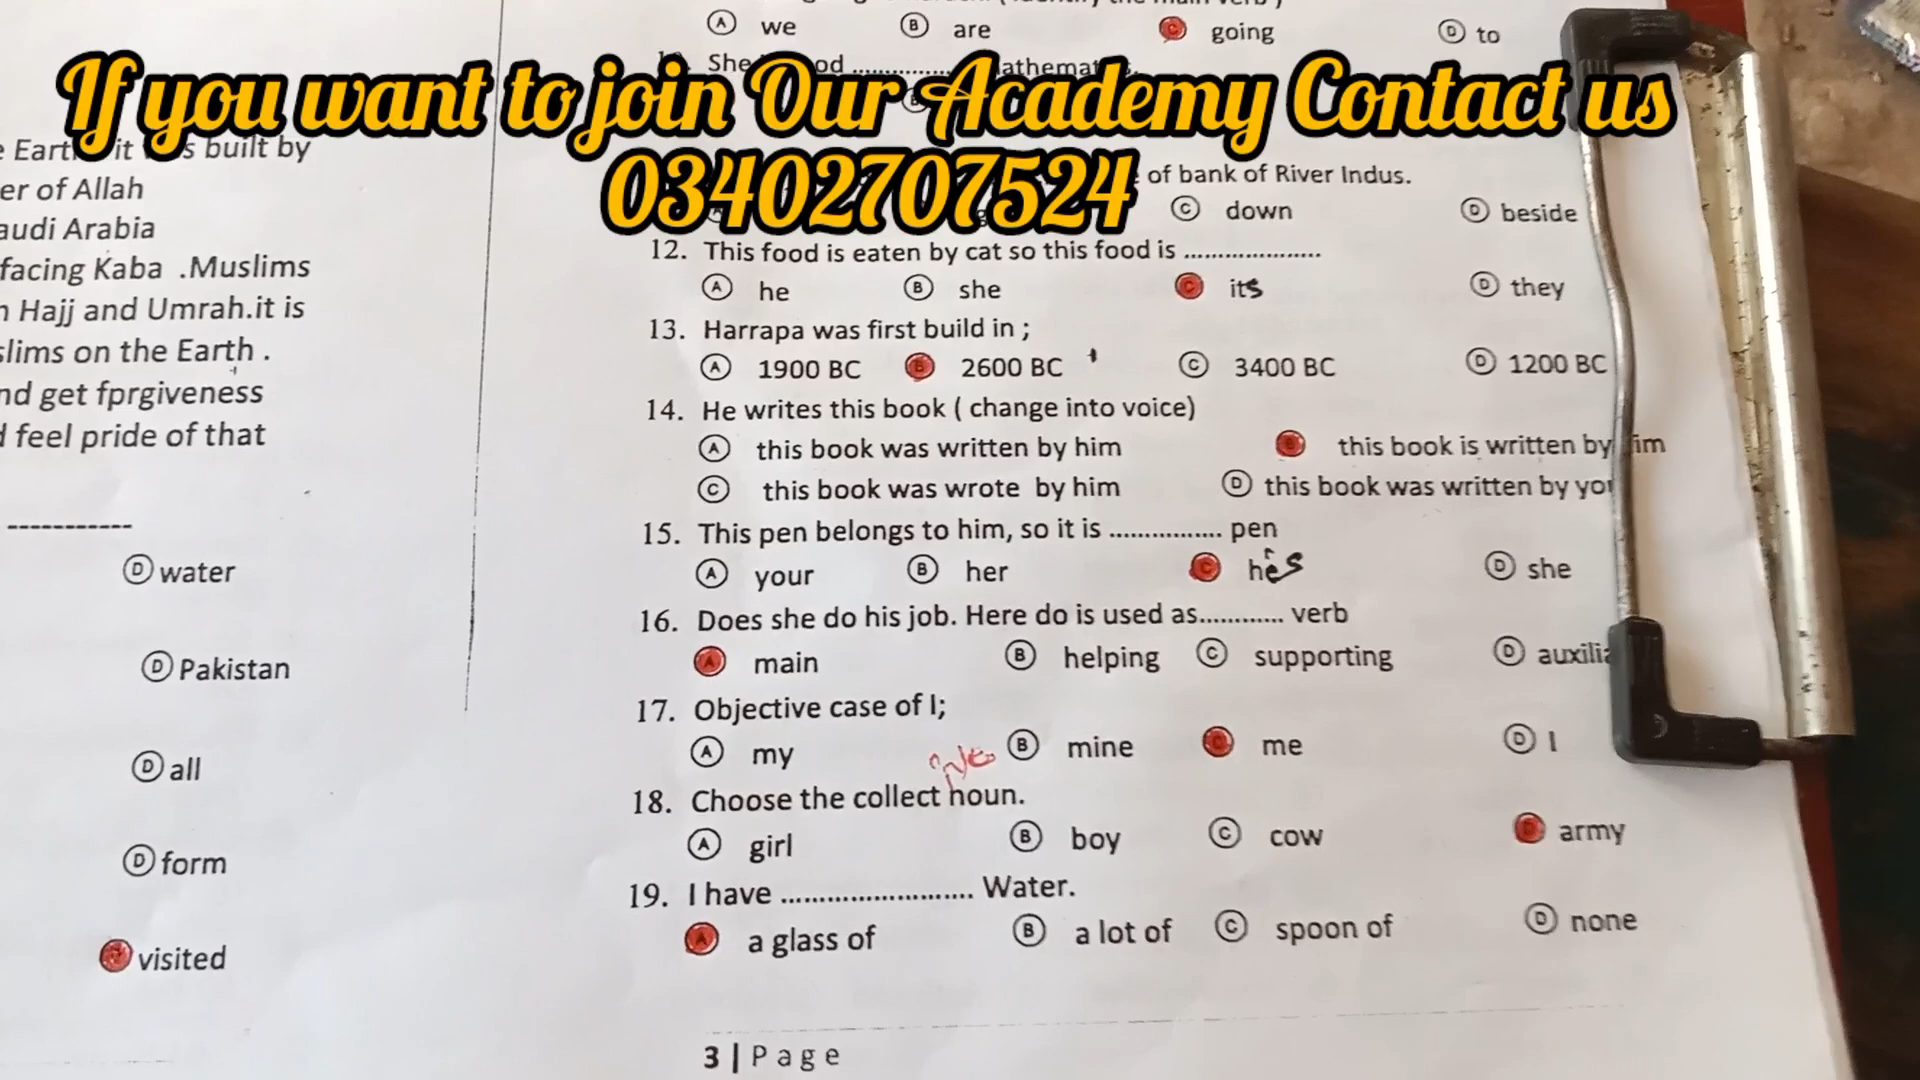 If you want to join Our Academy Contact us
03402707524
Earth it was built by
er of Allah
audi Arabia
facing Kaba .Muslims
Hajj and Umrah.it is
slims on the Earth .
nd get fprgiveness
feel pride of that
-----------
D water
D Pakistan
D all
D form
visited
A we B are C going D to
She
of bank of River Indus.
C down D beside
12. This food is eaten by cat so this food is ....................
A he B she C its D they
13. Harrapa was first build in ;
A 1900 BC B 2600 BC C 3400 BC D 1200 BC
14. He writes this book ( change into voice)
A this book was written by him B this book is written by him
C this book was wrote by him D this book was written by you
15. This pen belongs to him, so it is ................ pen
A your B her C hes D she
16. Does she do his job. Here do is used as............ verb
A main B helping C supporting D auxilia
17. Objective case of I;
A my B mine C me D I
18. Choose the collect ive noun.
A girl B boy C cow D army
19. I have ............................ Water.
A a glass of B a lot of C spoon of D none
3 | Page